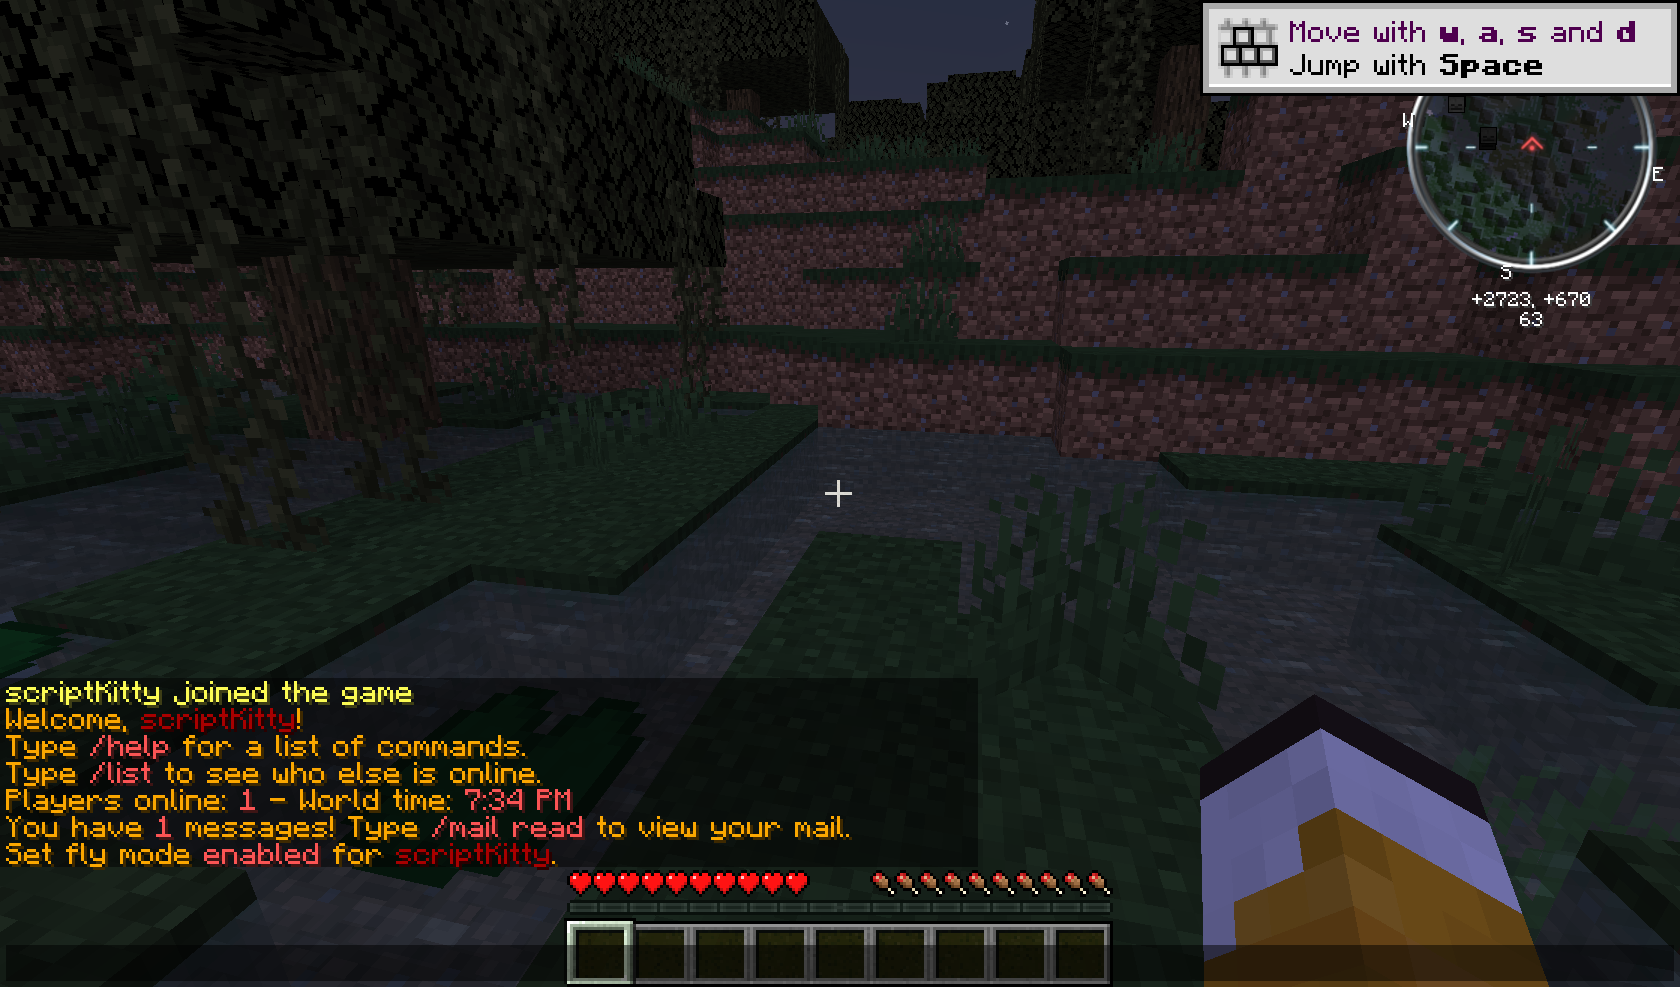 Move with w, a, s and d
Jump with Space
W
E
S
+2723, +670
63
scriptKitty joined the game
Welcome, scriptKitty!
Type /help for a list of commands.
Type /list to see who else is online.
Players online: 1 - World time: 7:34 PM
You have 1 messages! Type /mail read to view your mail.
Set fly mode enabled for scriptKitty.